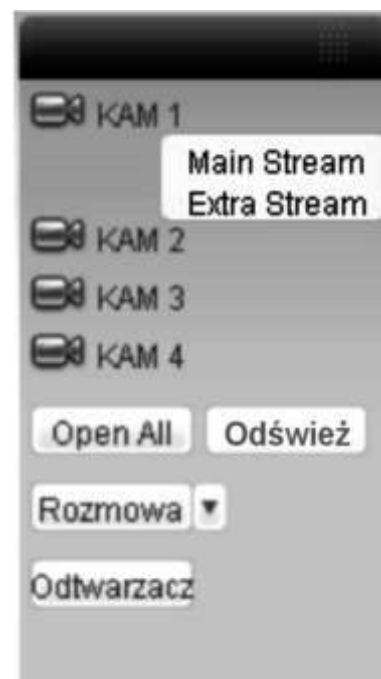 KAM 1
Main Stream
Extra Stream
KAM 2
KAM 3
KAM 4
Open All Odśwież
Rozmowa
Odtwarzacz